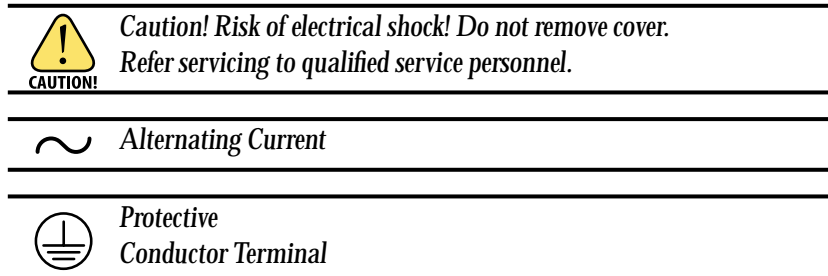 Caution! Risk of electrical shock! Do not remove cover.
Refer servicing to qualified service personnel.
CAUTION!
Alternating Current
Protective
Conductor Terminal